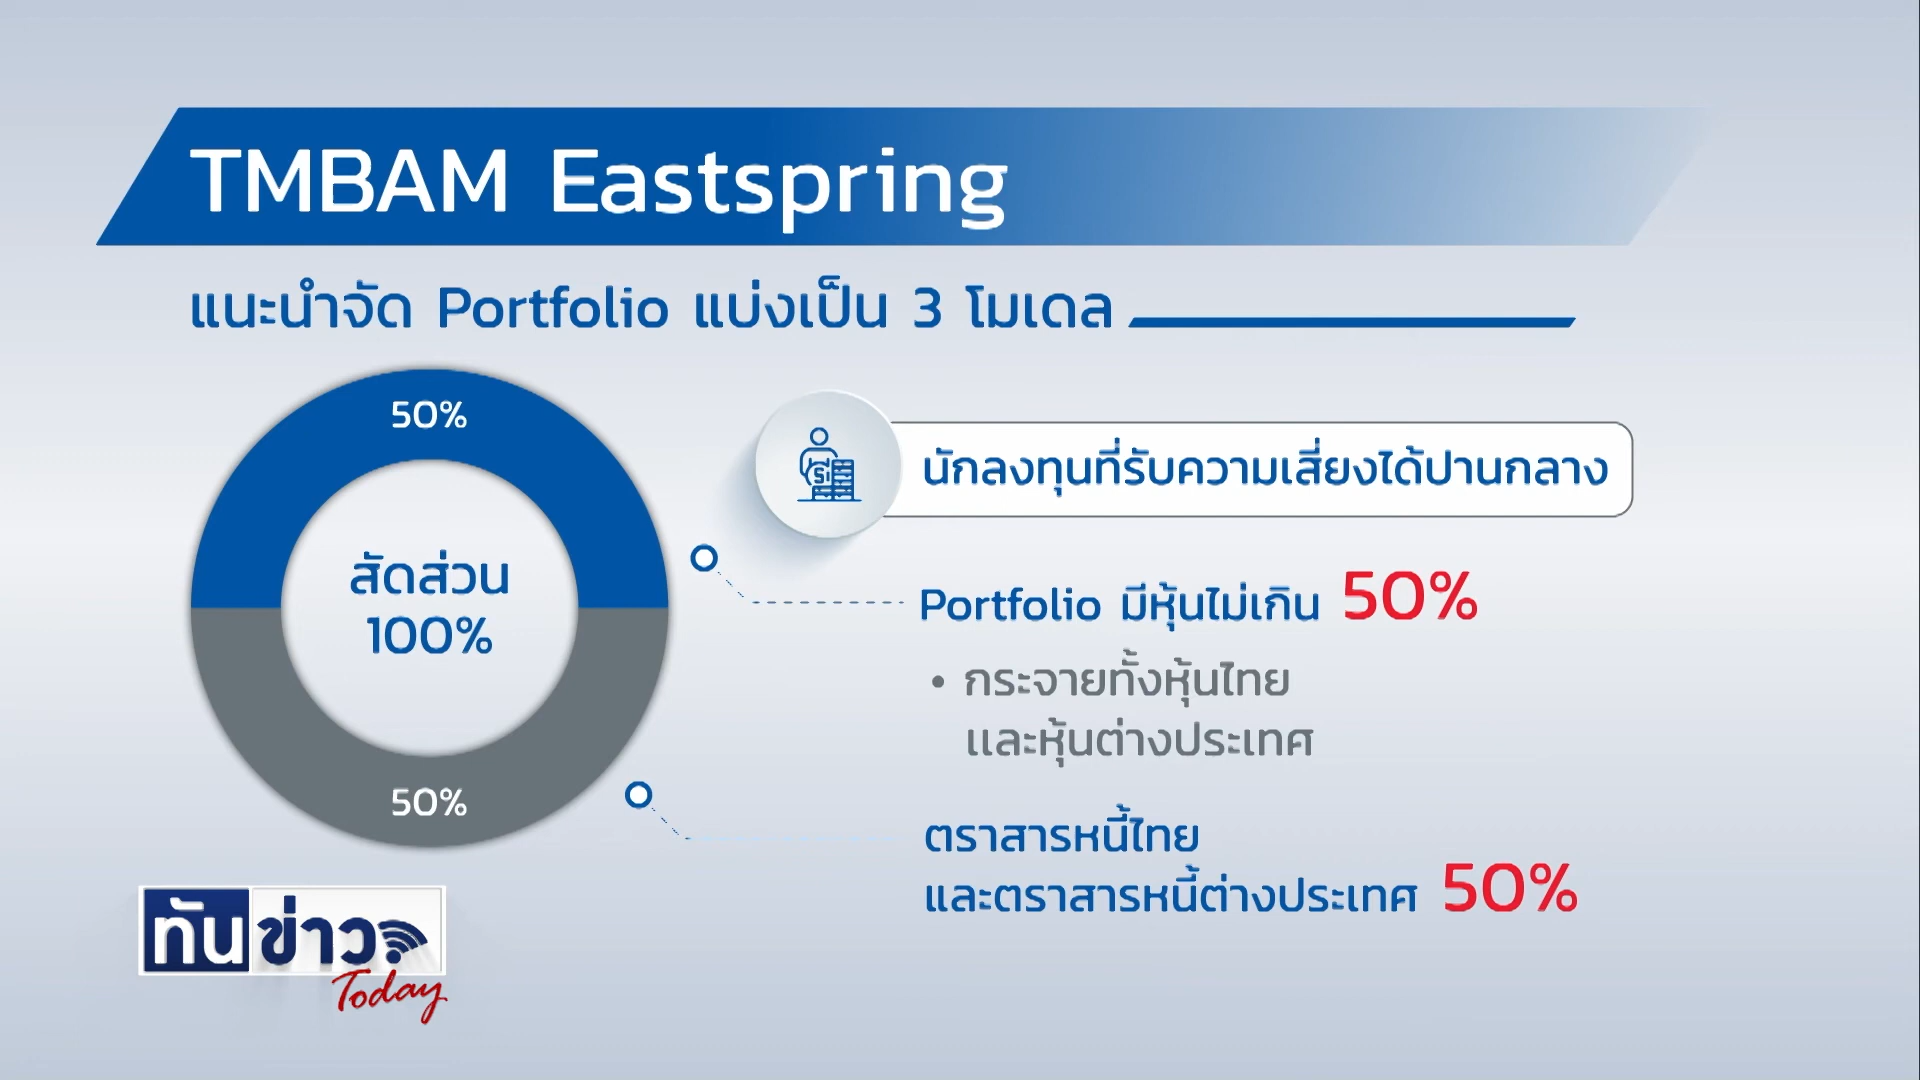 TMBAM Eastspring
แนะนำจัด Portfolio แบ่งเป็น 3 โมเดล
50%
สัดส่วน
100%
50%
นักลงทุนที่รับความเสี่ยงได้ปานกลาง
Portfolio มีหุ้นไม่เกิน 50%
• กระจายทั้งหุ้นไทย
และหุ้นต่างประเทศ
ตราสารหนี้ไทย
และตราสารหนี้ต่างประเทศ 50%
ทันข่าว
Today